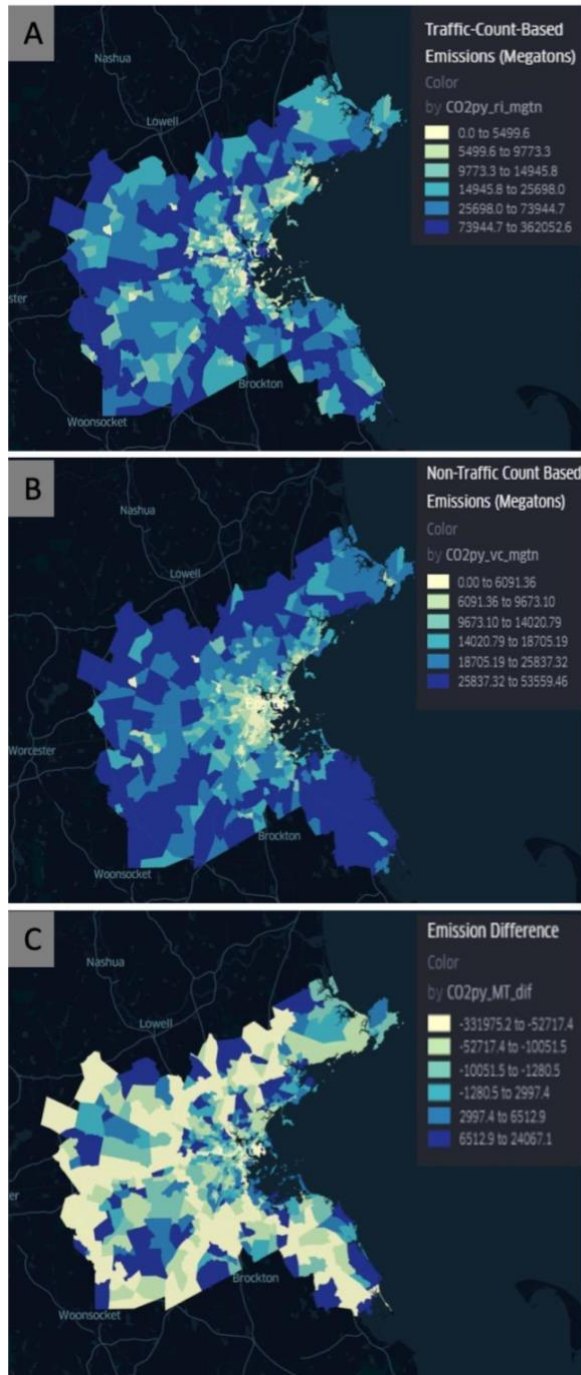 A
Traffic-Count-Based
Emissions (Megatons)
Color
by CO2py_ri_mgtn
0.0 to 5499.6
5499.6 to 9773.3
9773.3 to 14945.8
14945.8 to 25698.0
25698.0 to 73944.7
73944.7 to 362052.6
Nashua
Lowell
ster
Brockton
Woonsocket
B
Non-Traffic Count Based
Emissions (Megatons)
Color
by CO2py_vc_mgtn
0.00 to 6091.36
6091.36 to 9673.10
9673.10 to 14020.79
14020.79 to 18705.19
18705.19 to 25837.32
25837.32 to 53559.46
Nashua
Lowell
Worcester
Brockton
Woonsocket
C
Emission Difference
Color
by CO2py_MT_dif
-331975.2 to -52717.4
-52717.4 to -10051.5
-10051.5 to -1280.5
-1280.5 to 2997.4
2997.4 to 6512.9
6512.9 to 24067.1
Nashua
Lowell
er
Brockton
Woonsocket